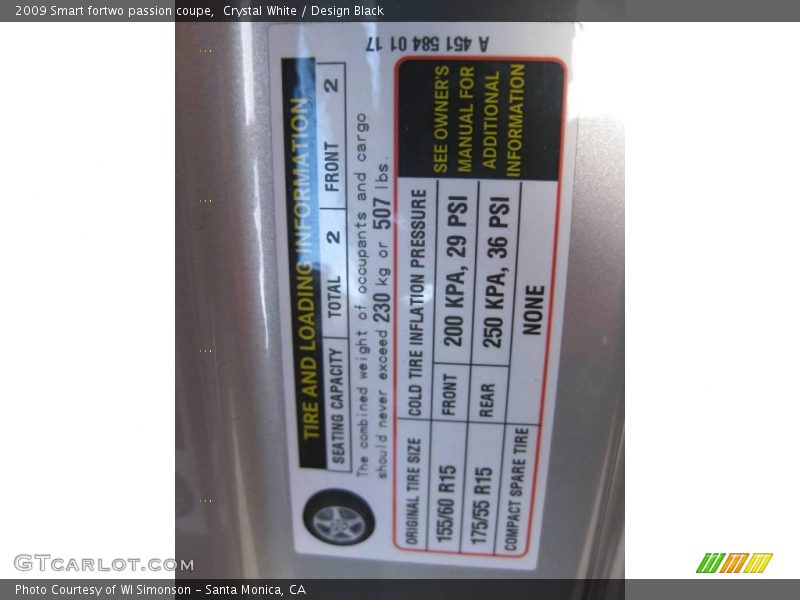 2009 Smart fortwo passion coupe,  Crystal White / Design Black
A 451 584 01 17
TIRE AND LOADING INFORMATION
SEATING CAPACITY TOTAL 2 FRONT 2
The combined weight of occupants and cargo
should never exceed 230 kg or 507 lbs.
ORIGINAL TIRE SIZE COLD TIRE INFLATION PRESSURE
155/60 R15 FRONT 200 KPA, 29 PSI
175/55 R15 REAR 250 KPA, 36 PSI
COMPACT SPARE TIRE NONE
SEE OWNER'S
MANUAL FOR
ADDITIONAL
INFORMATION
GTcarlot.com
Photo Courtesy of WI Simonson - Santa Monica, CA